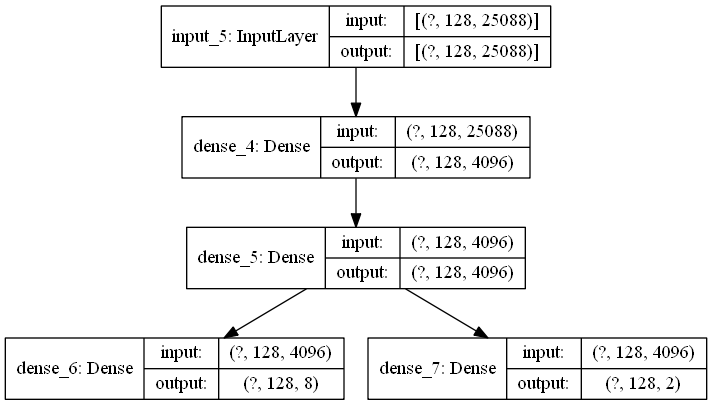 input_5: InputLayer
input: [(?, 128, 25088)]
output: [(?, 128, 25088)]
dense_4: Dense
input: (?, 128, 25088)
output: (?, 128, 4096)
dense_5: Dense
input: (?, 128, 4096)
output: (?, 128, 4096)
dense_6: Dense
input: (?, 128, 4096)
output: (?, 128, 8)
dense_7: Dense
input: (?, 128, 4096)
output: (?, 128, 2)